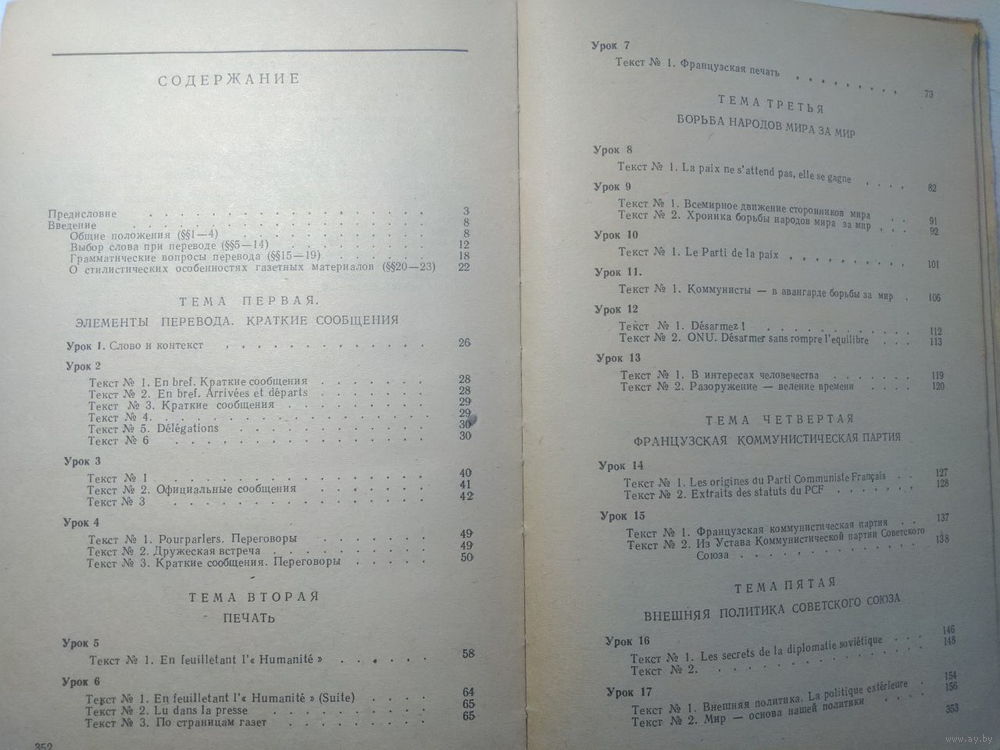 СОДЕРЖАНИЕ
Предисловие . . . . . . . . . . . . 3
Введение . . . . . . . . . . . . 8
Общие положения (§§1—4) . . . . . . . . 8
Выбор слова при переводе (§§5—14) . . . . . . 12
Грамматические вопросы перевода (§§15—19) . . . . 18
О стилистических особенностях газетных материалов (§§20—23) 22
ТЕМА ПЕРВАЯ.
ЭЛЕМЕНТЫ ПЕРЕВОДА. КРАТКИЕ СООБЩЕНИЯ
Урок 1. Слово и контекст . . . . . . . . 26
Урок 2
Текст № 1. En bref. Краткие сообщения . . . . 28
Текст № 2. En bref. Arrivées et départs . . . . 28
Текст № 3. Краткие сообщения . . . . . . 29
Текст № 4. . . . . . . . . . . 29
Текст № 5. Délégations . . . . . . . . 30
Текст № 6 . . . . . . . . . 30
Урок 3
Текст № 1 . . . . . . . . . 40
Текст № 2. Официальные сообщения . . . . . 41
Текст № 3 . . . . . . . . . 42
Урок 4
Текст № 1. Pourparlers. Переговоры . . . . . 49
Текст № 2. Дружеская встреча . . . . . . 49
Текст № 3. Краткие сообщения. Переговоры . . . . 50
ТЕМА ВТОРАЯ
ПЕЧАТЬ
Урок 5
Текст № 1. En feuilletant l'« Humanité » . . . . 58
Урок 6
Текст № 1. En feuilletant l'« Humanité » (Suite) . . . 64
Текст № 2. Lu dans la presse . . . . . . 65
Текст № 3. По страницам газет . . . . . . 65
352
Урок 7
Текст № 1. Французская печать . . . . . . . 73
ТЕМА ТРЕТЬЯ
БОРЬБА НАРОДОВ МИРА ЗА МИР
Урок 8
Текст № 1. La paix ne s'attend pas, elle se gagne . . . . 82
Урок 9
Текст № 1. Всемирное движение сторонников мира . . 91
Текст № 2. Хроника борьбы народов мира за мир . . . 92
Урок 10
Текст № 1. Le Parti de la paix . . . . . . . 101
Урок 11.
Текст № 1. Коммунисты — в авангарде борьбы за мир . 106
Урок 12
Текст № 1. Désarmez ! . . . . . . . . 112
Текст № 2. ONU. Désarmer sans rompre l'equilibre . . . 113
Урок 13
Текст № 1. В интересах человечества . . . . . 119
Текст № 2. Разоружение — веление времени . . . . 120
ТЕМА ЧЕТВЕРТАЯ
ФРАНЦУЗСКАЯ КОММУНИСТИЧЕСКАЯ ПАРТИЯ
Урок 14
Текст № 1. Les origines du Parti Communiste Français . . 127
Текст № 2. Extraits des statuts du PCF . . . . . 128
Урок 15
Текст № 1. Французская коммунистическая партия . . 137
Текст № 2. Из Устава Коммунистической партии Советского
Союза . . . . . . . . . . 138
ТЕМА ПЯТАЯ
ВНЕШНЯЯ ПОЛИТИКА СОВЕТСКОГО СОЮЗА
Урок 16
Текст № 1. Les secrets de la diplomatie soviétique . . . 146
Текст № 2. . . . . . . . . . . 148
Урок 17
Текст № 1. Внешняя политика. La politique extérieure . 154
Текст № 2. Мир — основа нашей политики . . . . 156
353
www.ay.by